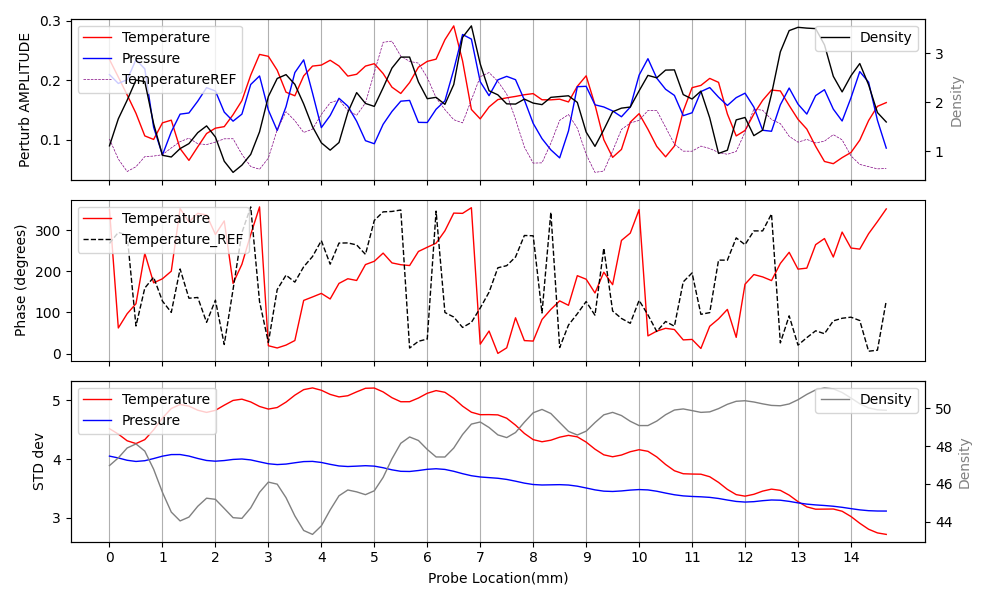 Perturb AMPLITUDE
0.3
0.2
0.1
Temperature
Pressure
TemperatureREF
Density
3
2
1
Density
Phase (degrees)
300
200
100
0
Temperature
Temperature_REF
STD dev
5
4
3
Temperature
Pressure
Density
50
48
46
44
Density
0 1 2 3 4 5 6 7 8 9 10 11 12 13 14
Probe Location(mm)